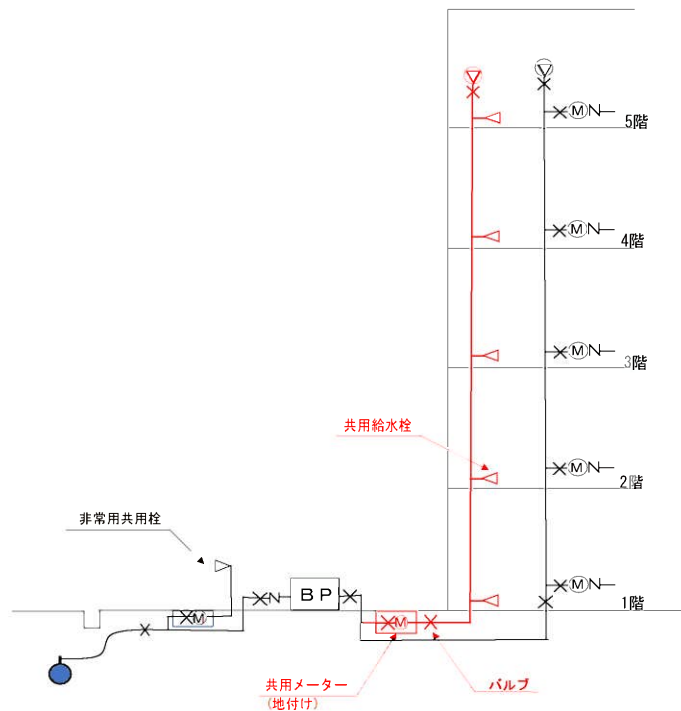 5階
4階
3階
共用給水栓
2階
非常用共用栓
BP
1階
共用メーター
(地付け)
バルブ
M N
M N
M N
M N
M N
M
N
M